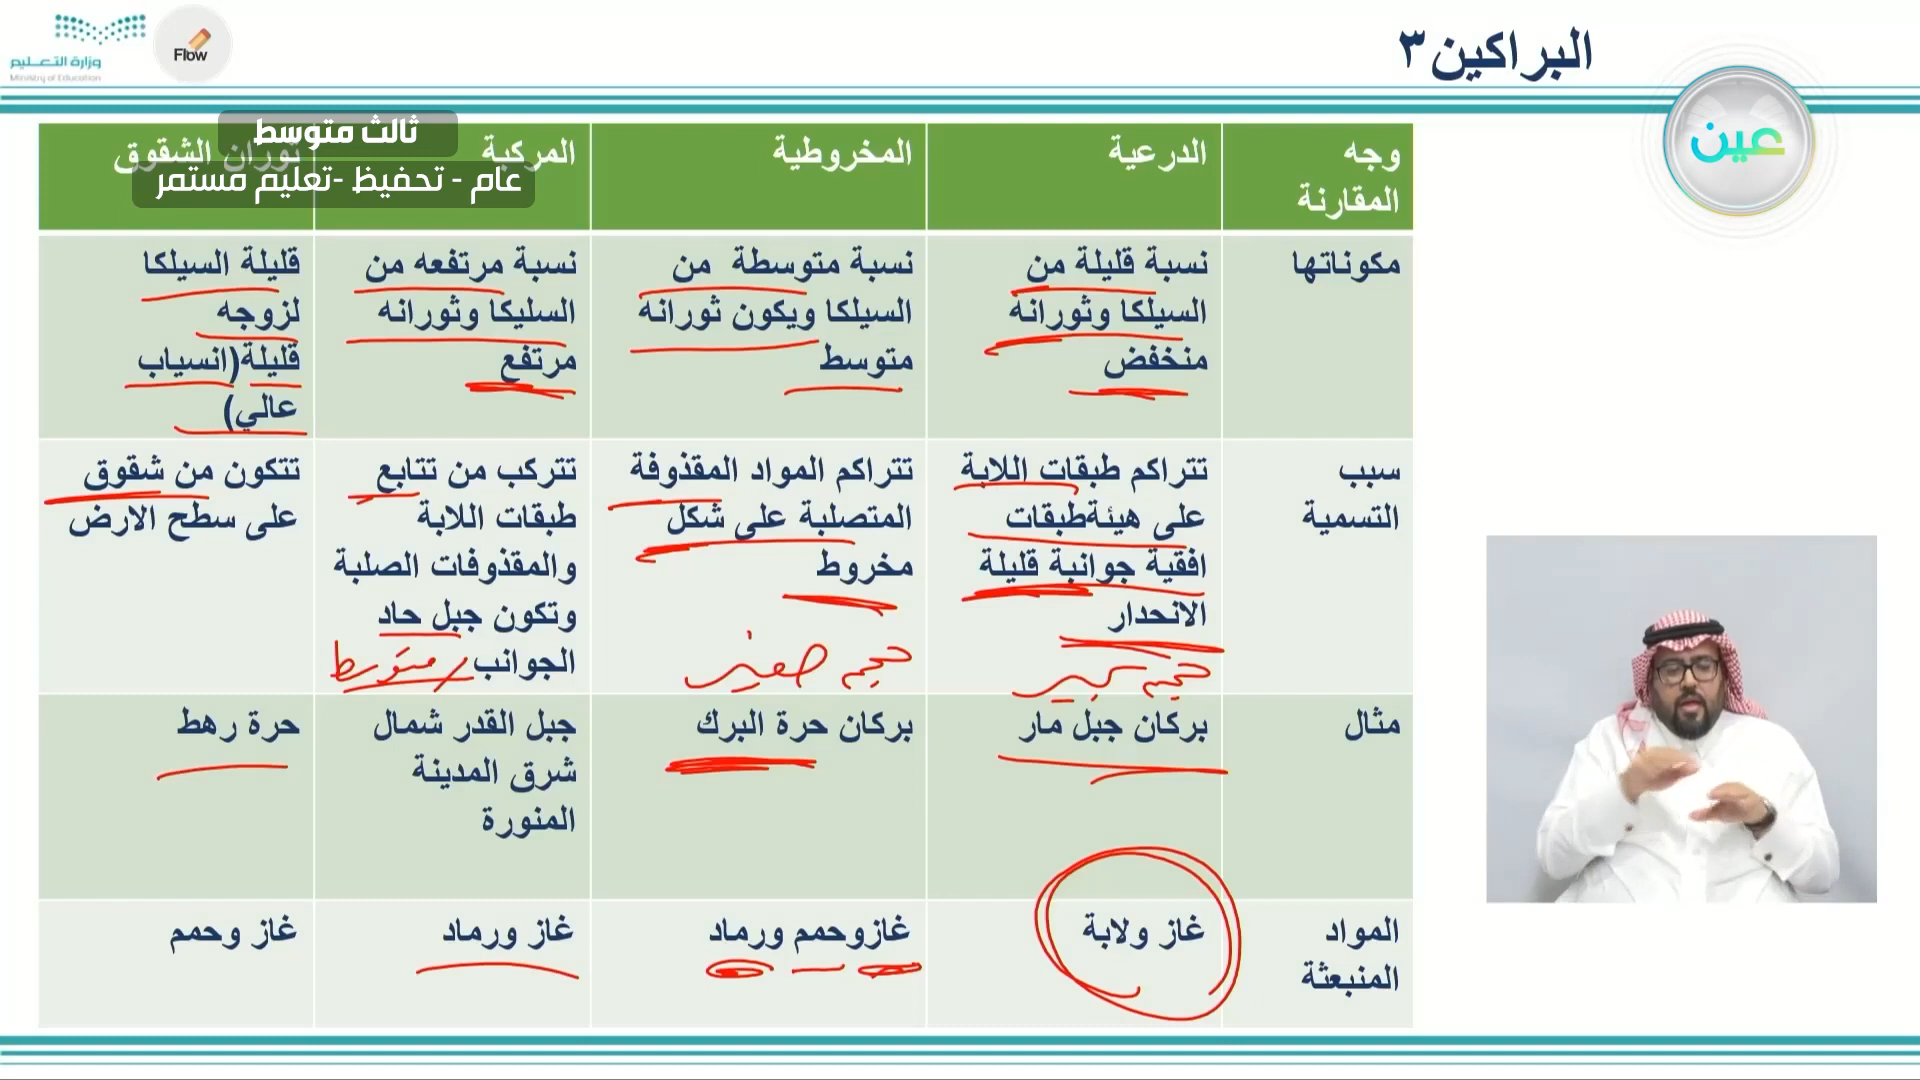 وزارة التعليم
Ministry of Education
Flow
البراكين ٣
عين
ثالث متوسط
عام - تحفيظ -تعليم مستمر
وجه
المقارنة
الدرعية
المخروطية
المركبة
ثوران الشقوق
مكوناتها
نسبة قليلة من
السيلكا وثورانه
منخفض
نسبة متوسطة من
السيلكا ويكون ثورانه
متوسط
نسبة مرتفعه من
السليكا وثورانه
مرتفع
قليلة السيلكا
لزوجه
قليلة(انسياب
عالي)
سبب
التسمية
تتراكم طبقات اللابة
على هيئةطبقات
افقية جوانبة قليلة
الانحدار
حجم كبير
تتراكم المواد المقذوفة
المتصلبة على شكل
مخروط
حجم صغير
تتركب من تتابع
طبقات اللابة
والمقذوفات الصلبة
وتكون جبل حاد
الجوانب / متوسط
تتكون من شقوق
على سطح الارض
مثال
بركان جبل مار
بركان حرة البرك
جبل القدر شمال
شرق المدينة
المنورة
حرة رهط
المواد
المنبعثة
غاز ولابة
غازوحمم ورماد
غاز ورماد
غاز وحمم